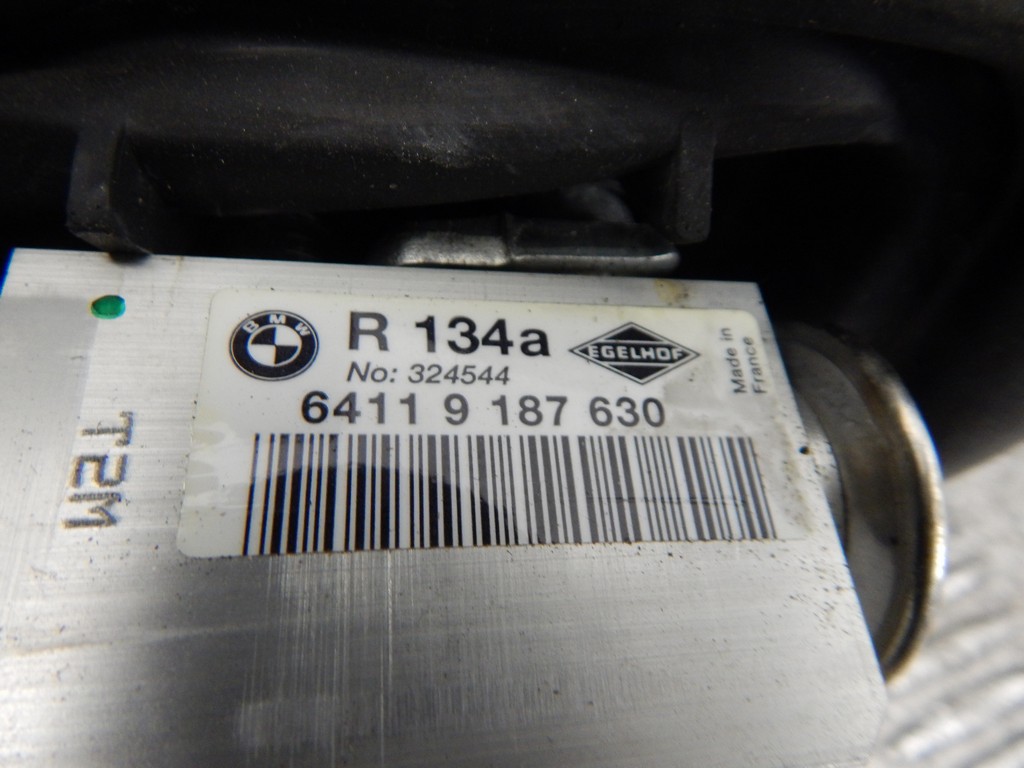 BMW
R 134a
EGELHOF
No: 324544
6411 9 187 630
Made in
France
T2M